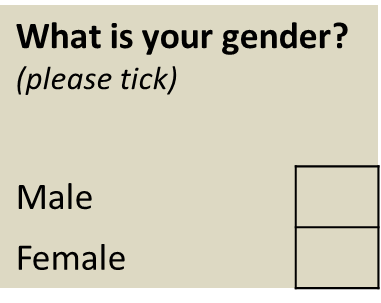 What is your gender?
(please tick)
Male
Female